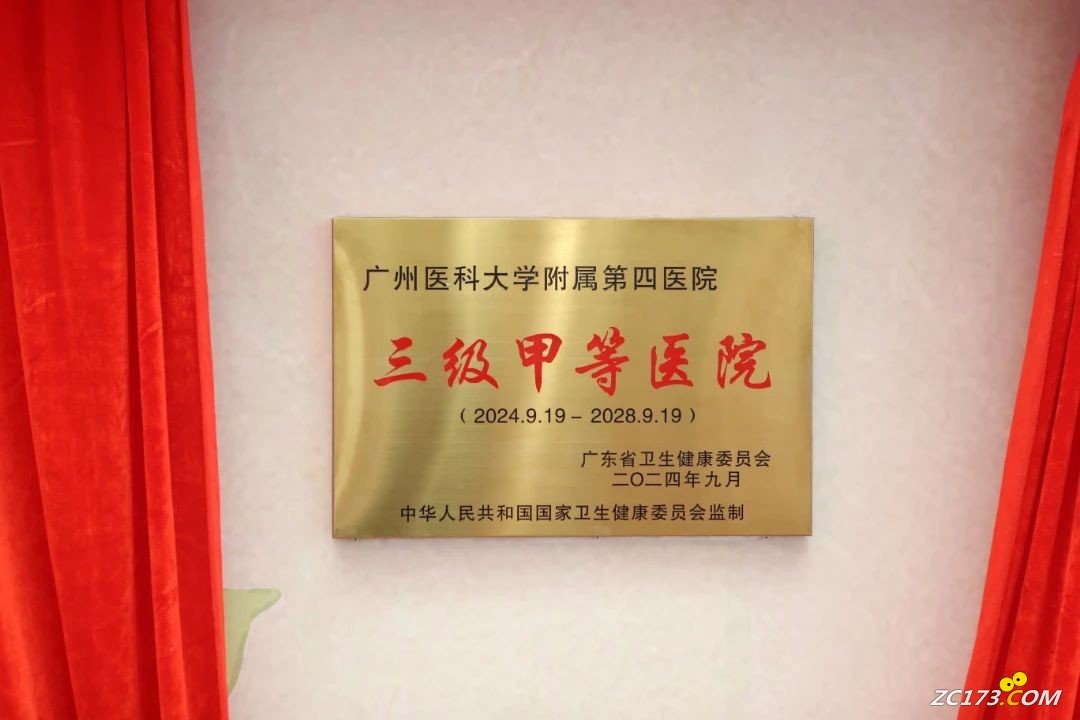 广州医科大学附属第四医院
三级甲等医院
（2024.9.19－2028.9.19）
广东省卫生健康委员会
二〇二四年九月
中华人民共和国国家卫生健康委员会监制
ZC173.COM